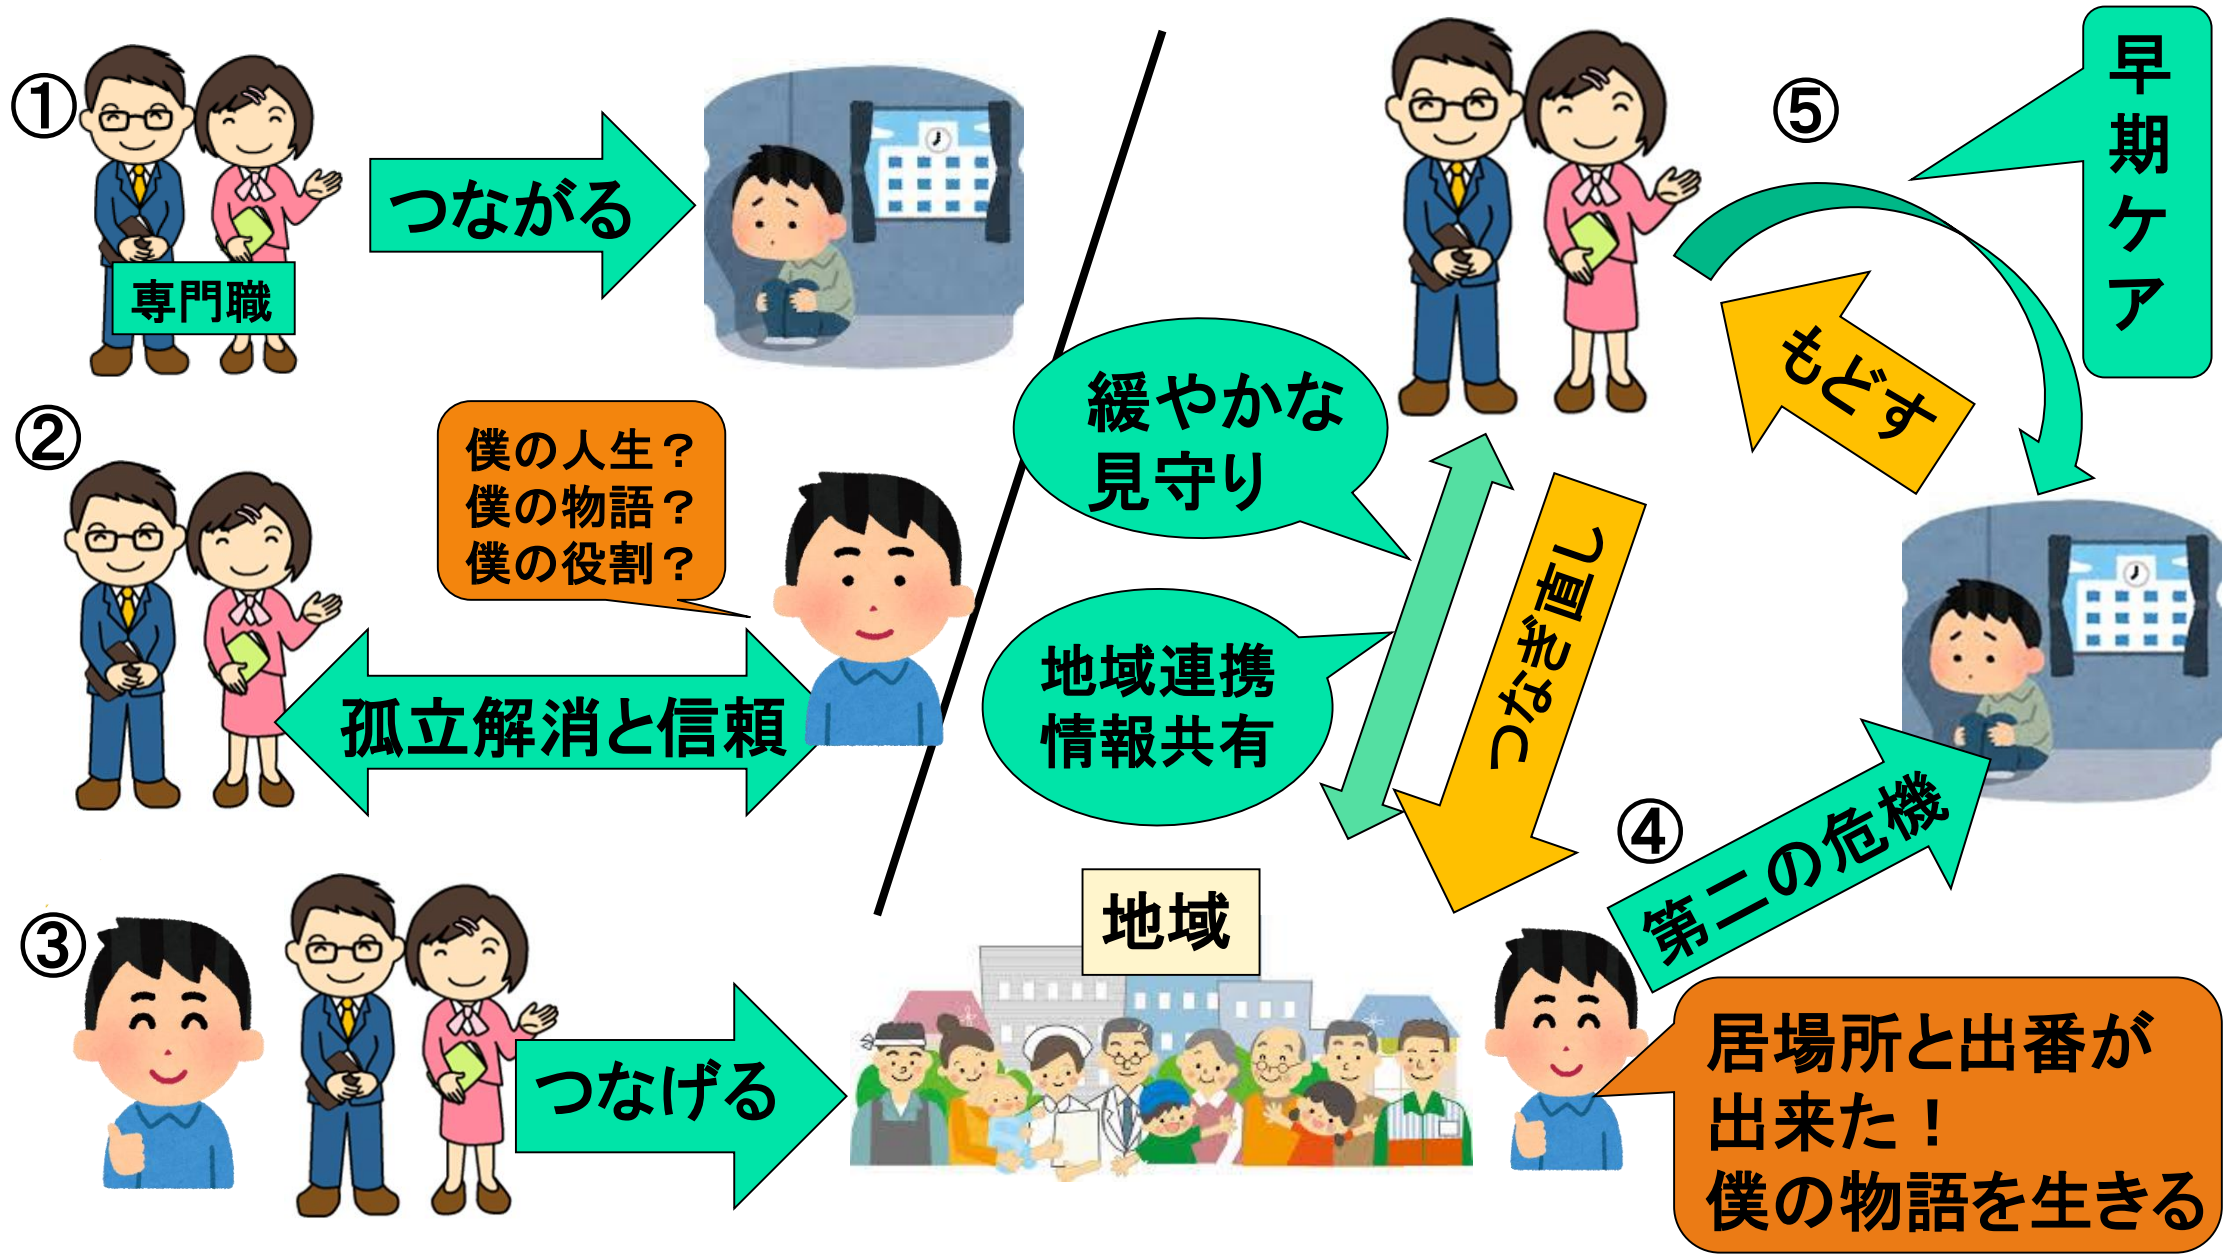 ①
専門職
つながる
②
僕の人生？
僕の物語？
僕の役割？
孤立解消と信頼
③
つなげる
地域
緩やかな
見守り
地域連携
情報共有
つなぎ直し
④
第二の危機
居場所と出番が
出来た！
僕の物語を生きる
⑤
早期ケア
もどす